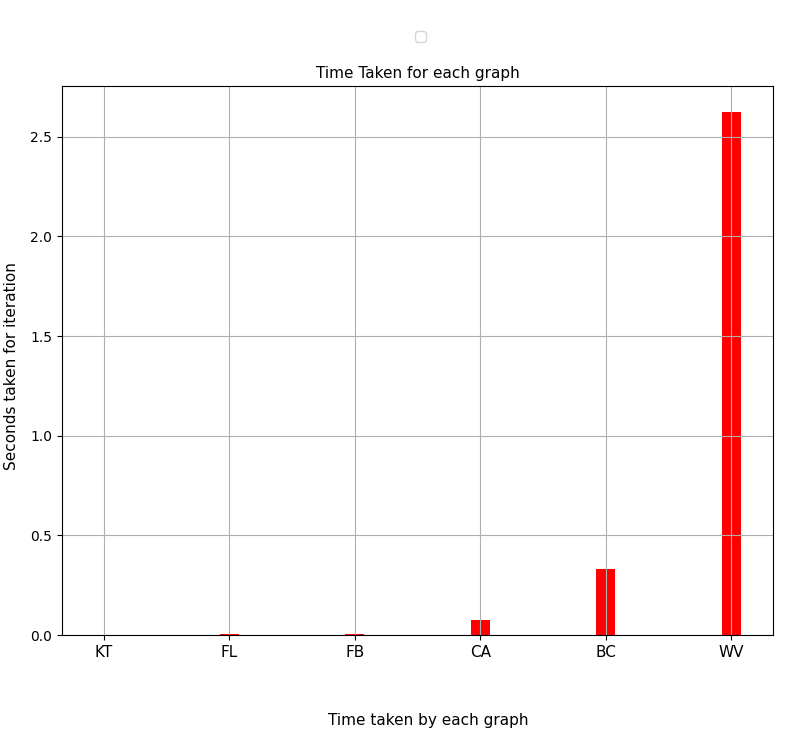 Time Taken for each graph
Seconds taken for iteration
2.5
2.0
1.5
1.0
0.5
0.0
KT FL FB CA BC WV
Time taken by each graph